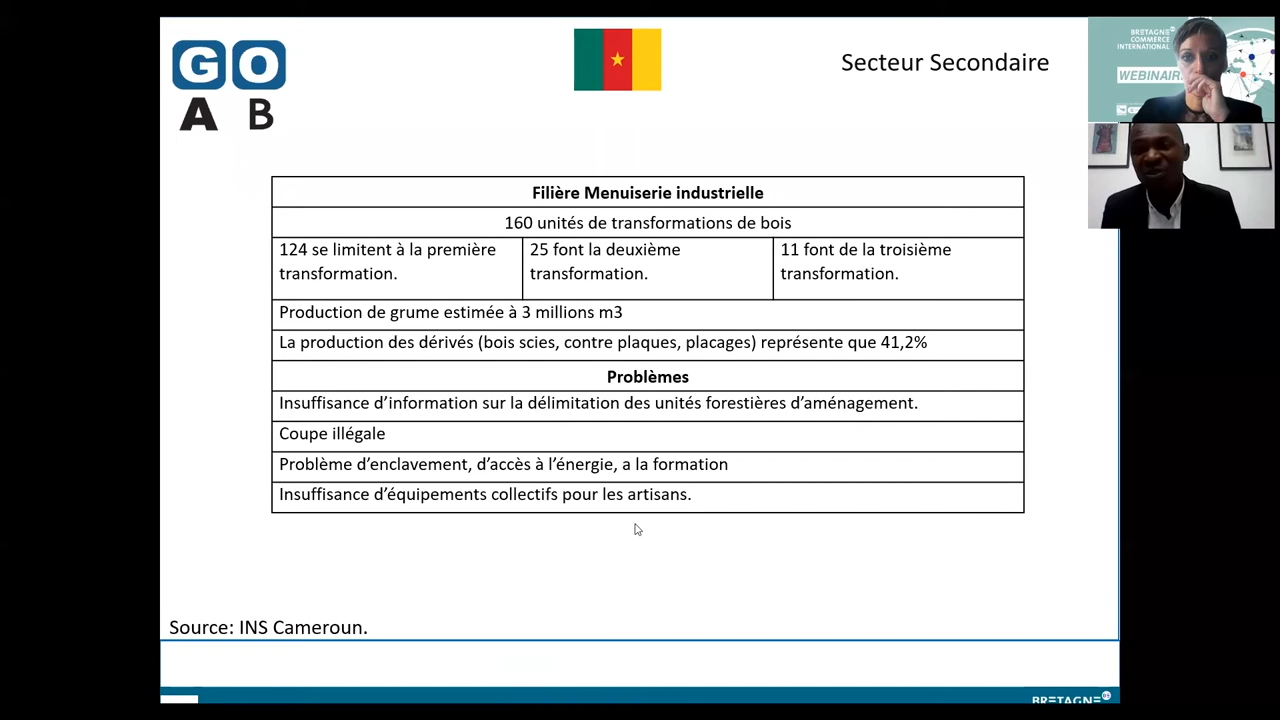 GO
A B
Secteur Secondaire
BRETAGNE
COMMERCE
INTERNATIONAL
WEBINAIRE
Filière Menuiserie industrielle
160 unités de transformations de bois
124 se limitent à la première
transformation.
25 font la deuxième
transformation.
11 font de la troisième
transformation.
Production de grume estimée à 3 millions m3
La production des dérivés (bois scies, contre plaques, placages) représente que 41,2%
Problèmes
Insuffisance d’information sur la délimitation des unités forestières d’aménagement.
Coupe illégale
Problème d’enclavement, d’accès à l’énergie, a la formation
Insuffisance d’équipements collectifs pour les artisans.
Source: INS Cameroun.
BRETAGNE